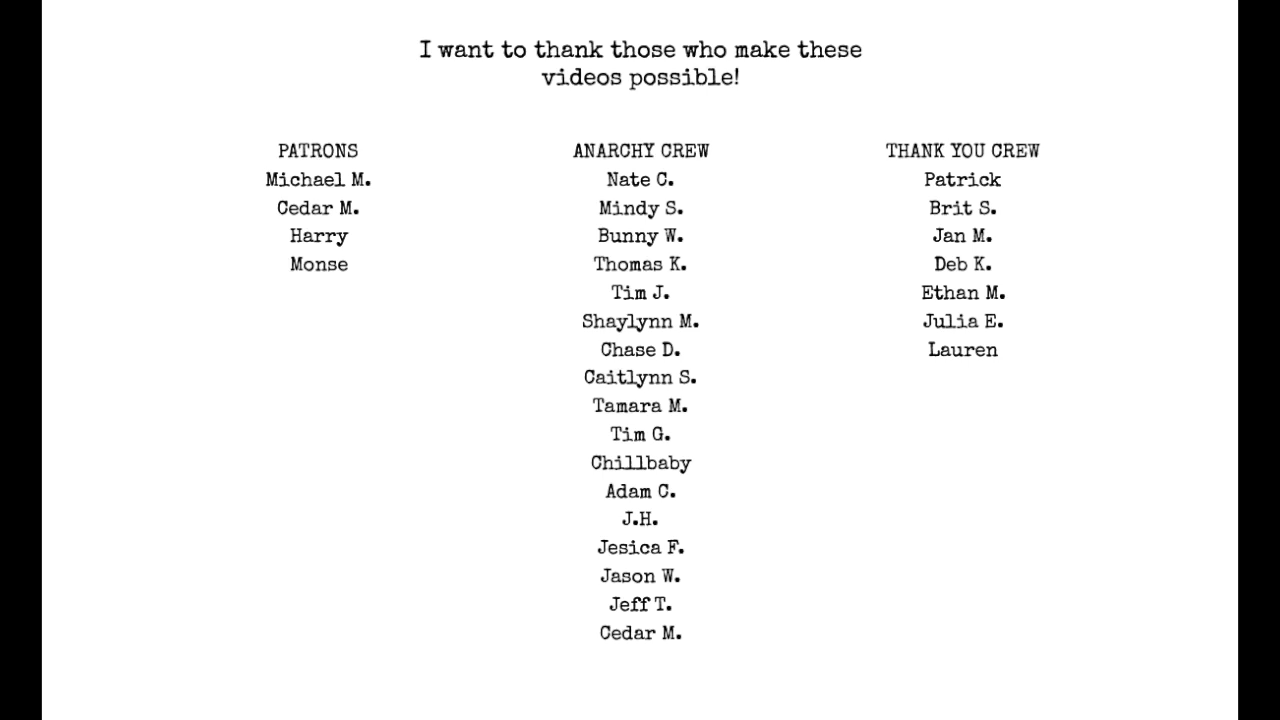 I want to thank those who make these
videos possible!
PATRONS
Michael M.
Cedar M.
Harry
Monse
ANARCHY CREW
Nate C.
Mindy S.
Bunny W.
Thomas K.
Tim J.
Shaylynn M.
Chase D.
Caitlynn S.
Tamara M.
Tim G.
Chillbaby
Adam C.
J.H.
Jesica F.
Jason W.
Jeff T.
Cedar M.
THANK YOU CREW
Patrick
Brit S.
Jan M.
Deb K.
Ethan M.
Julia E.
Lauren